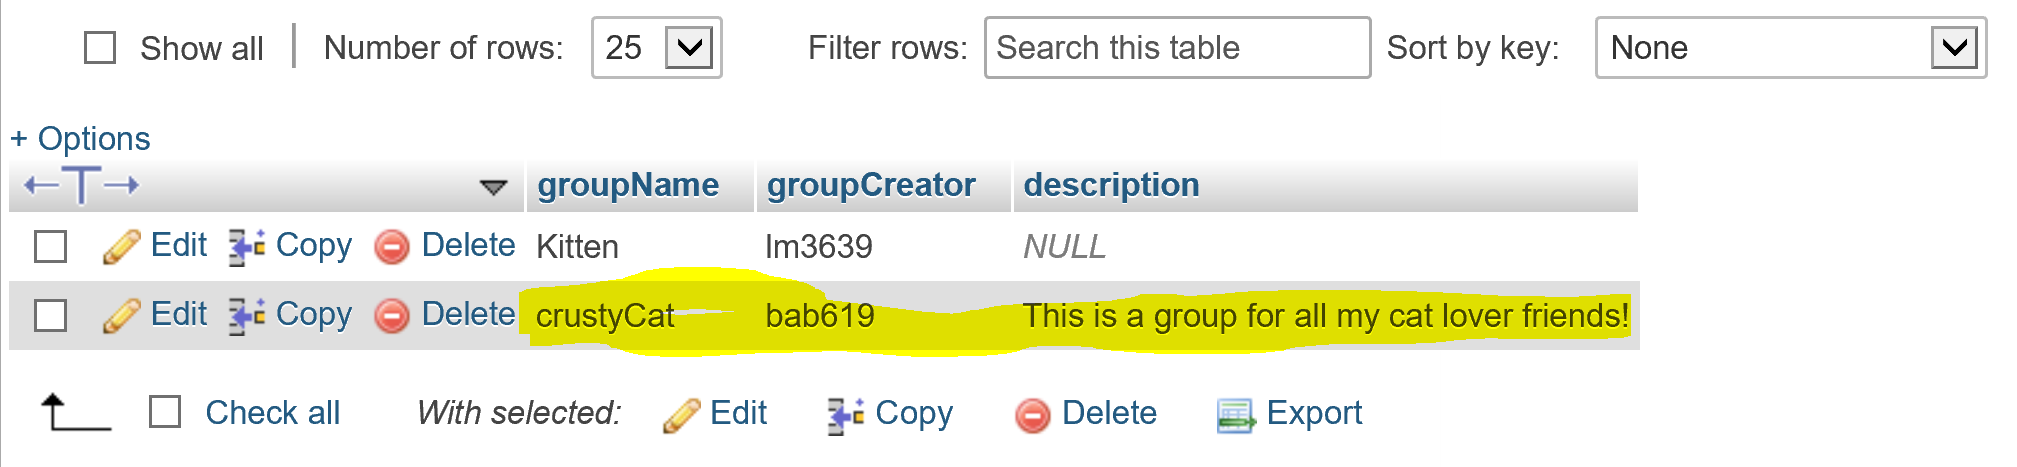 Show all Number of rows: 25 Filter rows: Search this table Sort by key: None
+ Options
groupName groupCreator description
Edit Copy Delete Kitten lm3639 NULL
Edit Copy Delete crustyCat bab619 This is a group for all my cat lover friends!
Check all With selected: Edit Copy Delete Export